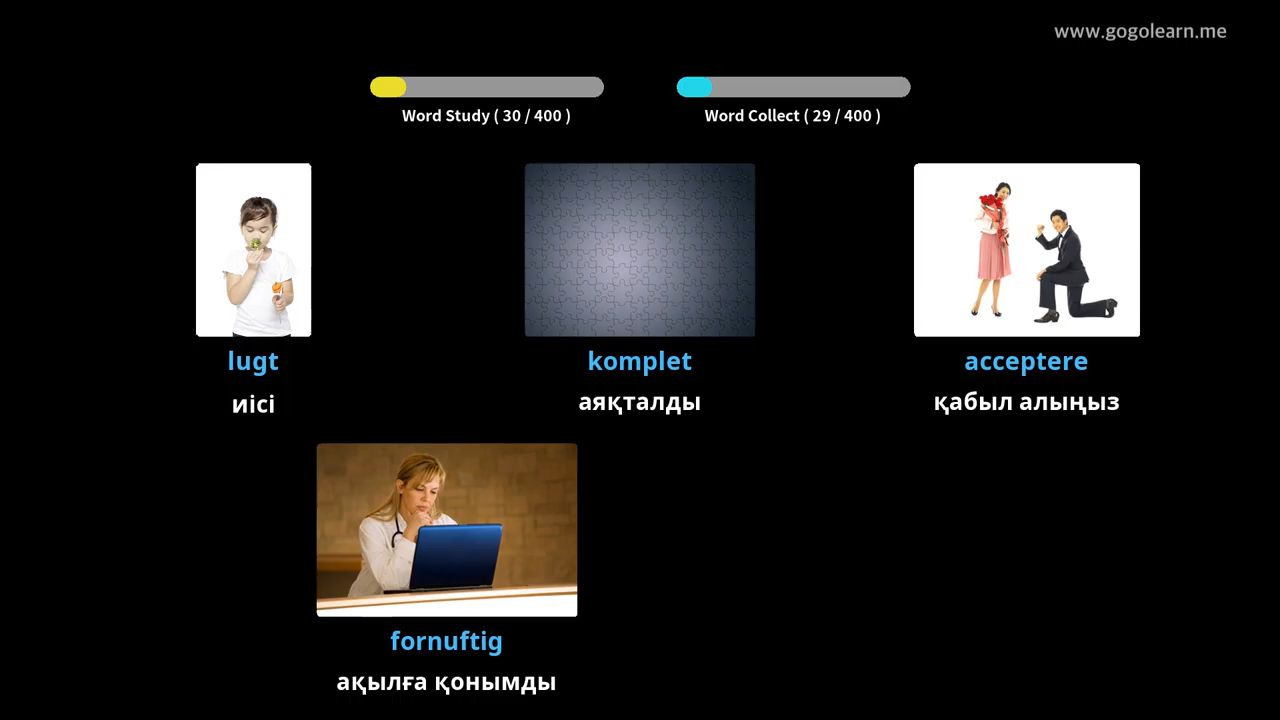 www.gogolearn.me
Word Study ( 30 / 400 )
Word Collect ( 29 / 400 )
lugt
komplet
acceptere
иісі
аяқталды
қабыл алыңыз
fornuftig
ақылға қонымды